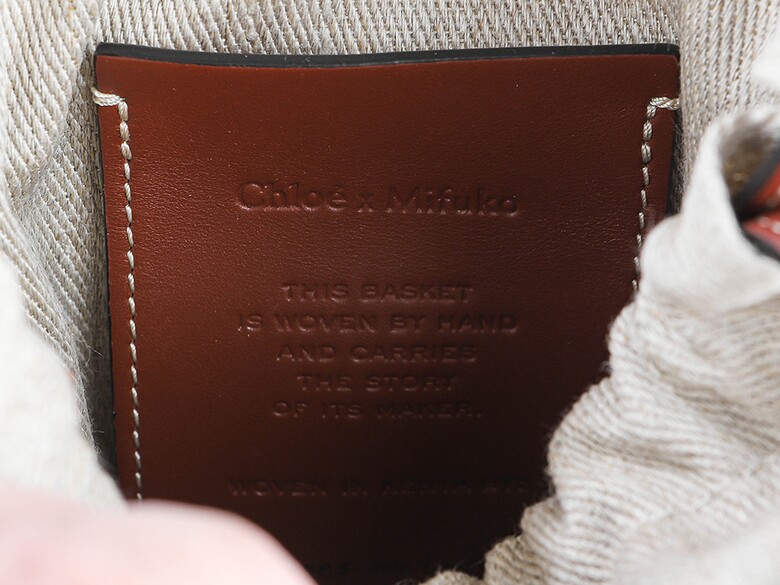 Chloé x Mifuko
THIS BASKET
IS WOVEN BY HAND
AND CARRIES
THE STORY
OF ITS MAKER.
WOVEN IN KENYA